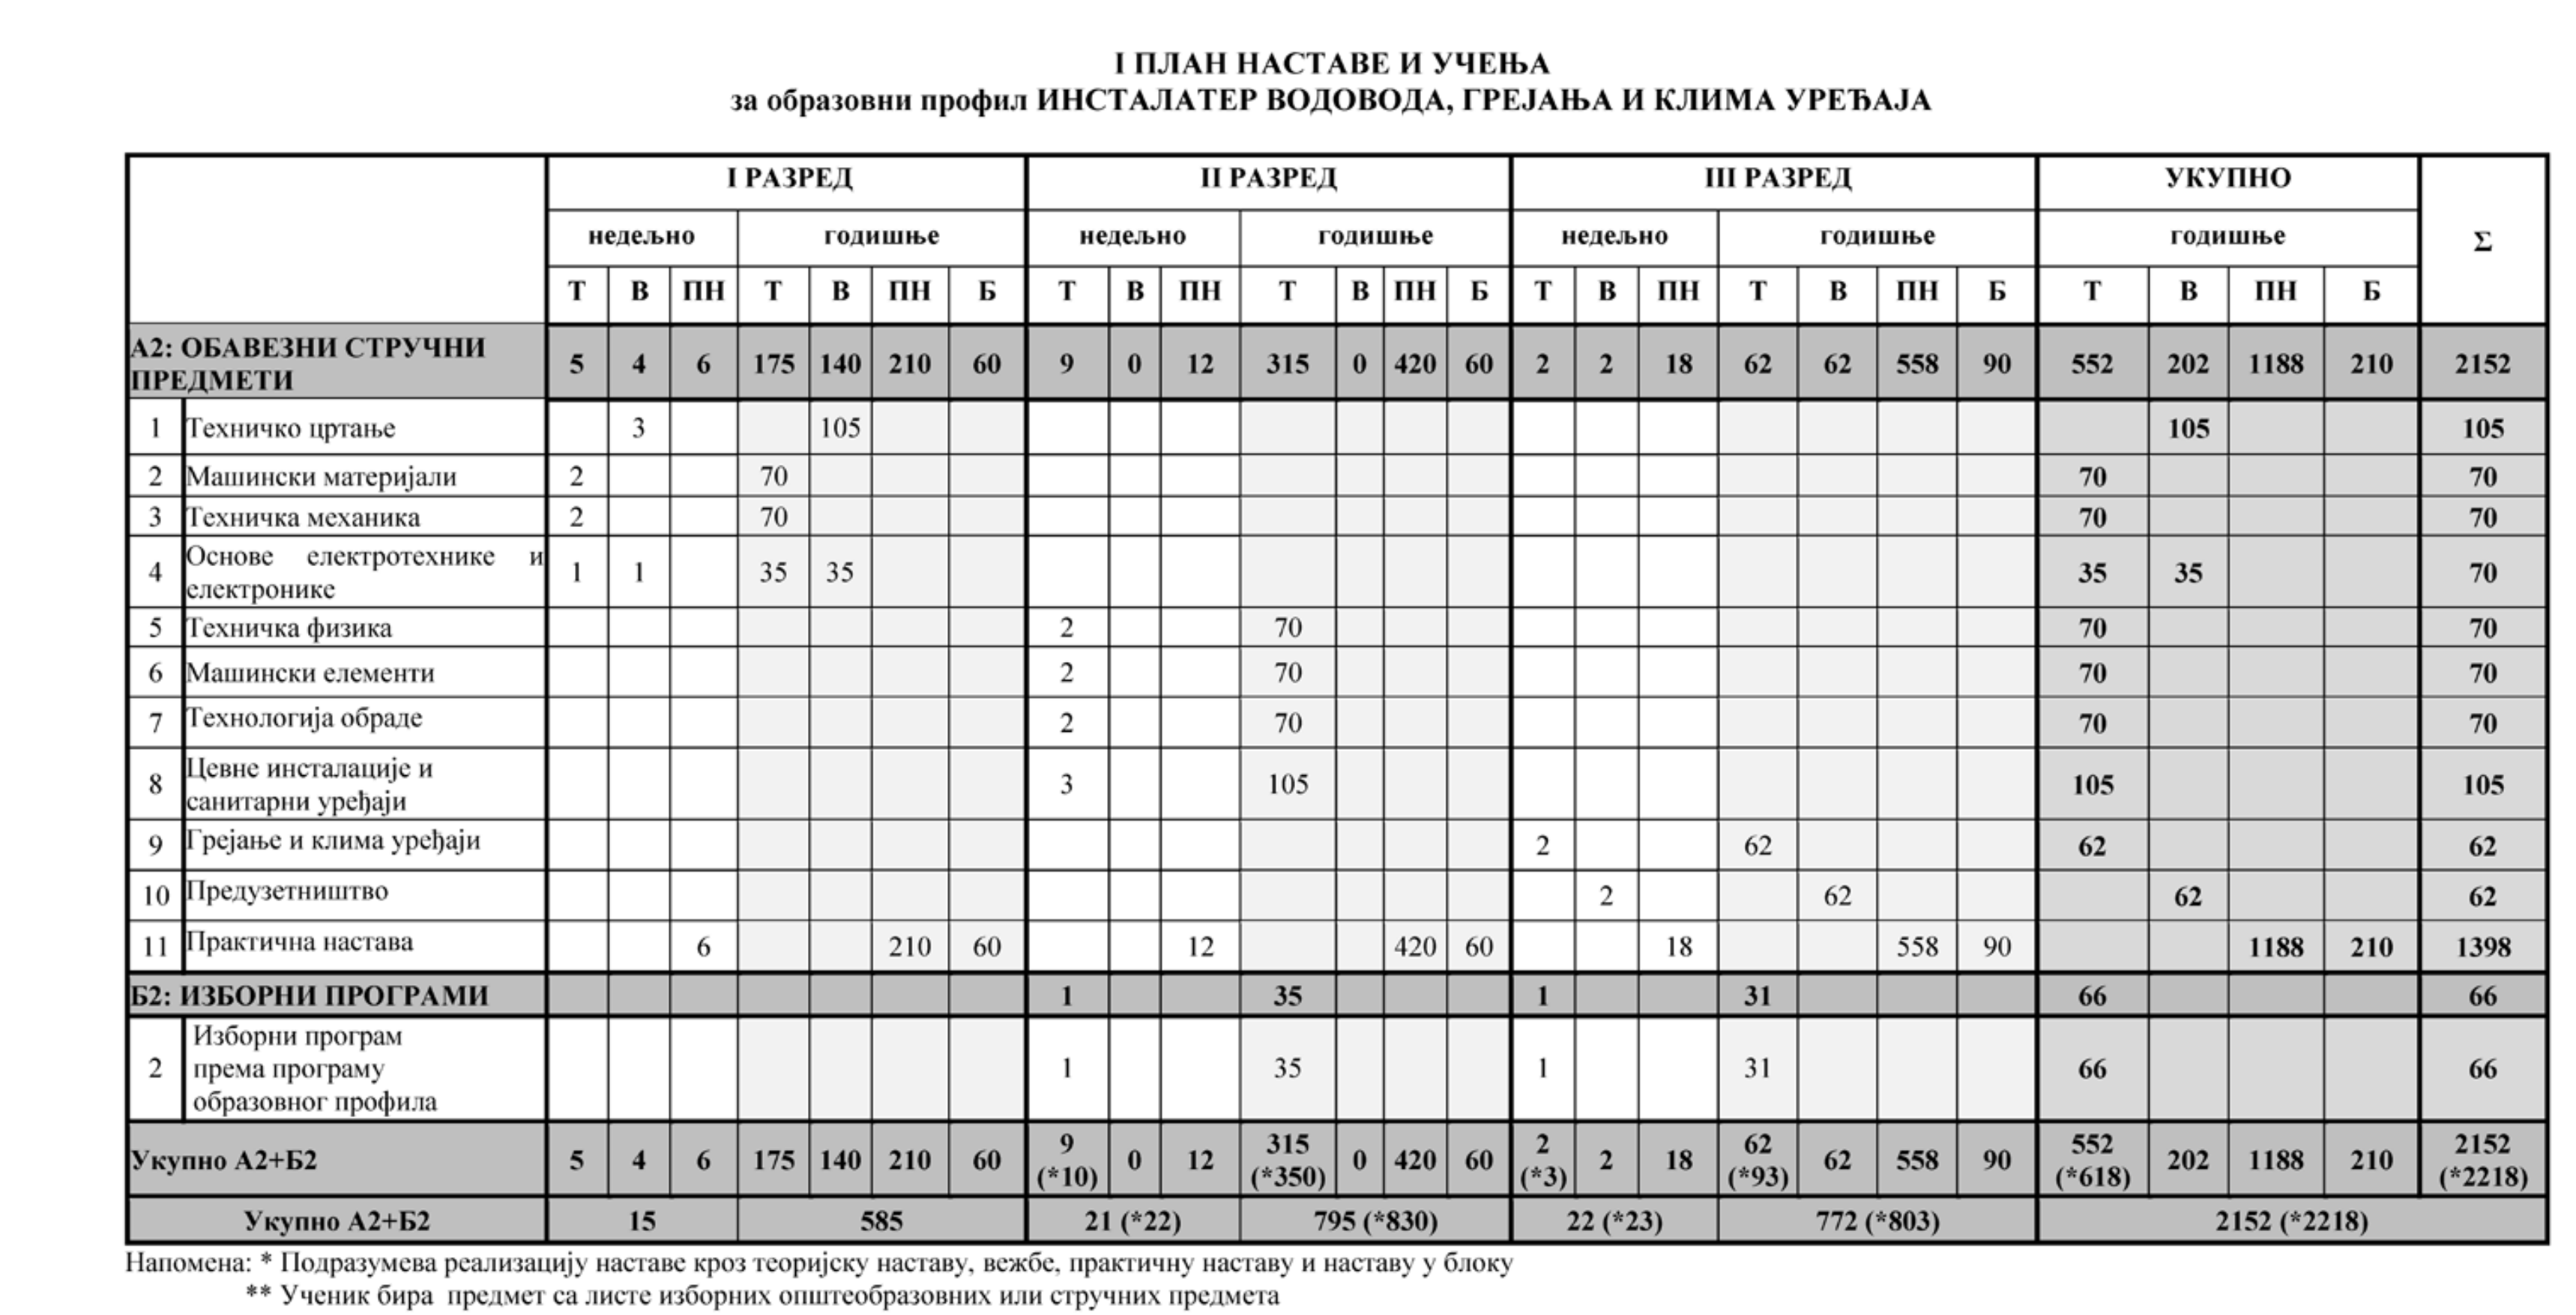 I ПЛАН НАСТАВЕ И УЧЕЊА
за образовни профил ИНСТАЛАТЕР ВОДОВОДА, ГРЕЈАЊА И КЛИМА УРЕЂАЈА
I РАЗРЕД II РАЗРЕД III РАЗРЕД УКУПНО Σ
недељно годишње недељно годишње недељно годишње годишње
Т В ПН Т В ПН Б Т В ПН Т В ПН Б Т В ПН Т В ПН Б Т В ПН Б
А2: ОБАВЕЗНИ СТРУЧНИ
ПРЕДМЕТИ 5 4 6 175 140 210 60 9 0 12 315 0 420 60 2 2 18 62 62 558 90 552 202 1188 210 2152
1 Техничко цртање 3 105 105 105
2 Машински материјали 2 70 70 70
3 Техничка механика 2 70 70 70
4 Основе електротехнике и
електронике 1 1 35 35 35 35 70
5 Техничка физика 2 70 70 70
6 Машински елементи 2 70 70 70
7 Технологија обраде 2 70 70 70
8 Цевне инсталације и
санитарни уређаји 3 105 105 105
9 Грејање и клима уређаји 2 62 62 62
10 Предузетништво 2 62 62 62
11 Практична настава 6 210 60 12 420 60 18 558 90 1188 210 1398
Б2: ИЗБОРНИ ПРОГРАМИ 1 35 1 31 66 66
2 Изборни програм
према програму
образовног профила 1 35 1 31 66 66
Укупно А2+Б2 5 4 6 175 140 210 60 9 (*10) 0 12 315 (*350) 0 420 60 2 (*3) 2 18 62 (*93) 62 558 90 552 (*618) 202 1188 210 2152 (*2218)
Укупно А2+Б2 15 585 21 (*22) 795 (*830) 22 (*23) 772 (*803) 2152 (*2218)
Напомена: * Подразумева реализацију наставе кроз теоријску наставу, вежбе, практичну наставу и наставу у блоку
** Ученик бира предмет са листе изборних општеобразовних или стручних предмета